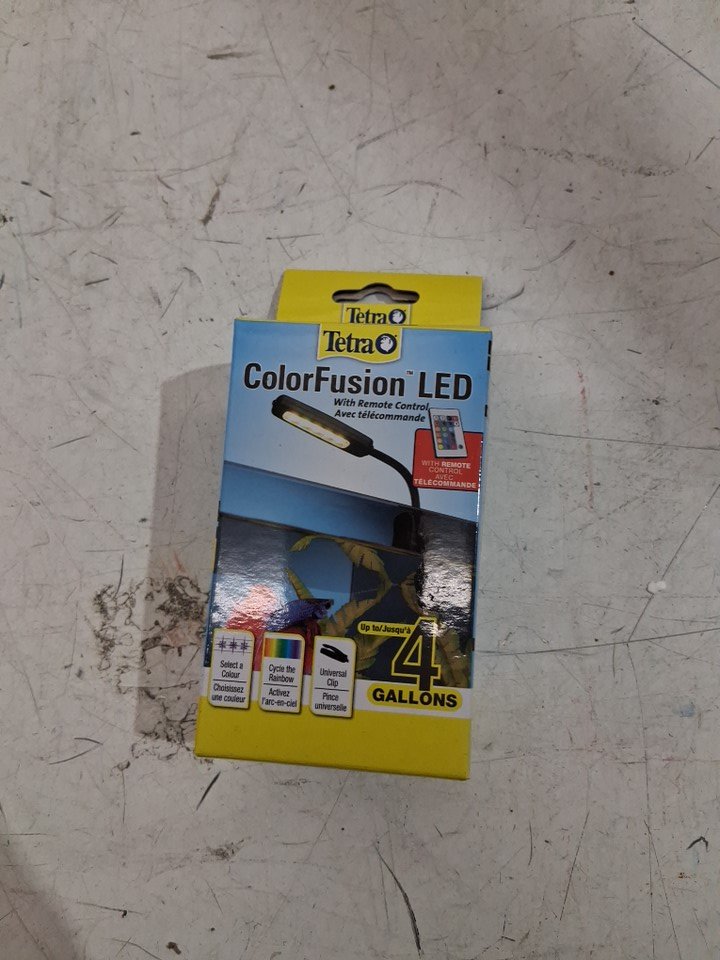 Tetra
Tetra
ColorFusion™ LED
With Remote Control
Avec télécommande
WITH REMOTE
CONTROL
AVEC
TÉLÉCOMMANDE
Up to/Jusqu'à
4
GALLONS
Select a
Colour
Choisissez
une couleur
Cycle the
Rainbow
Activez
l'arc-en-ciel
Universal
Clip
Pince
universelle